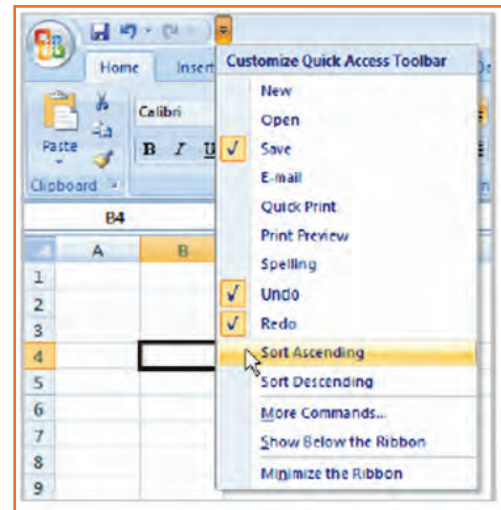 Home Insert
Customize Quick Access Toolbar
New
Open
Save
E-mail
Quick Print
Print Preview
Spelling
Undo
Redo
Sort Ascending
Sort Descending
More Commands...
Show Below the Ribbon
Minimize the Ribbon
Calibri
Paste
B I U
Clipboard
B4
A B
1
2
3
4
5
6
7
8
9